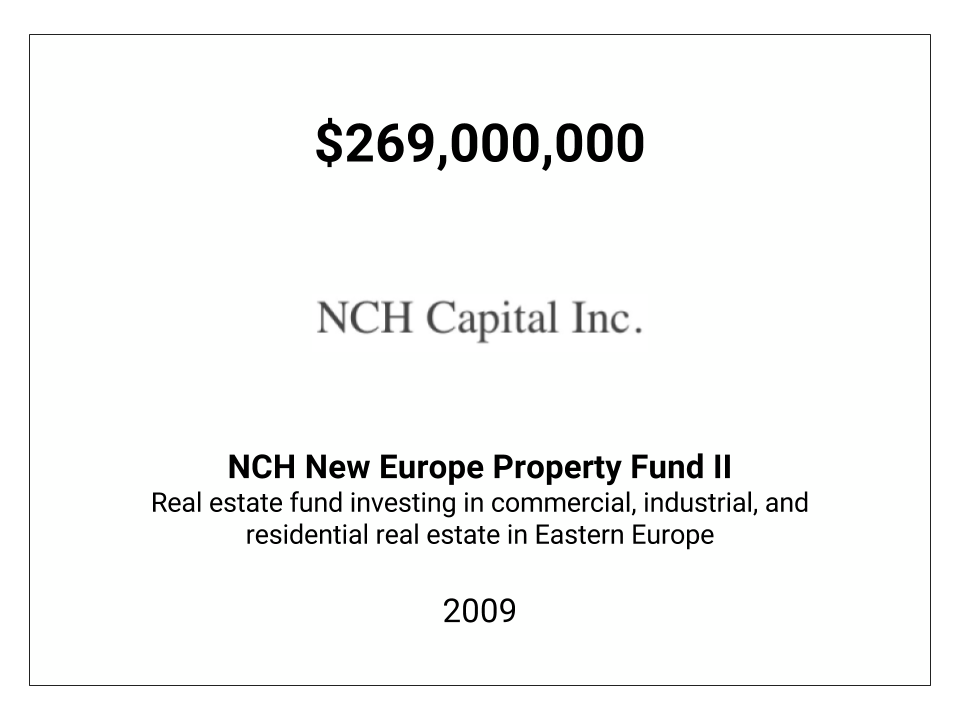 $269,000,000
NCH Capital Inc.
NCH New Europe Property Fund II
Real estate fund investing in commercial, industrial, and
residential real estate in Eastern Europe
2009